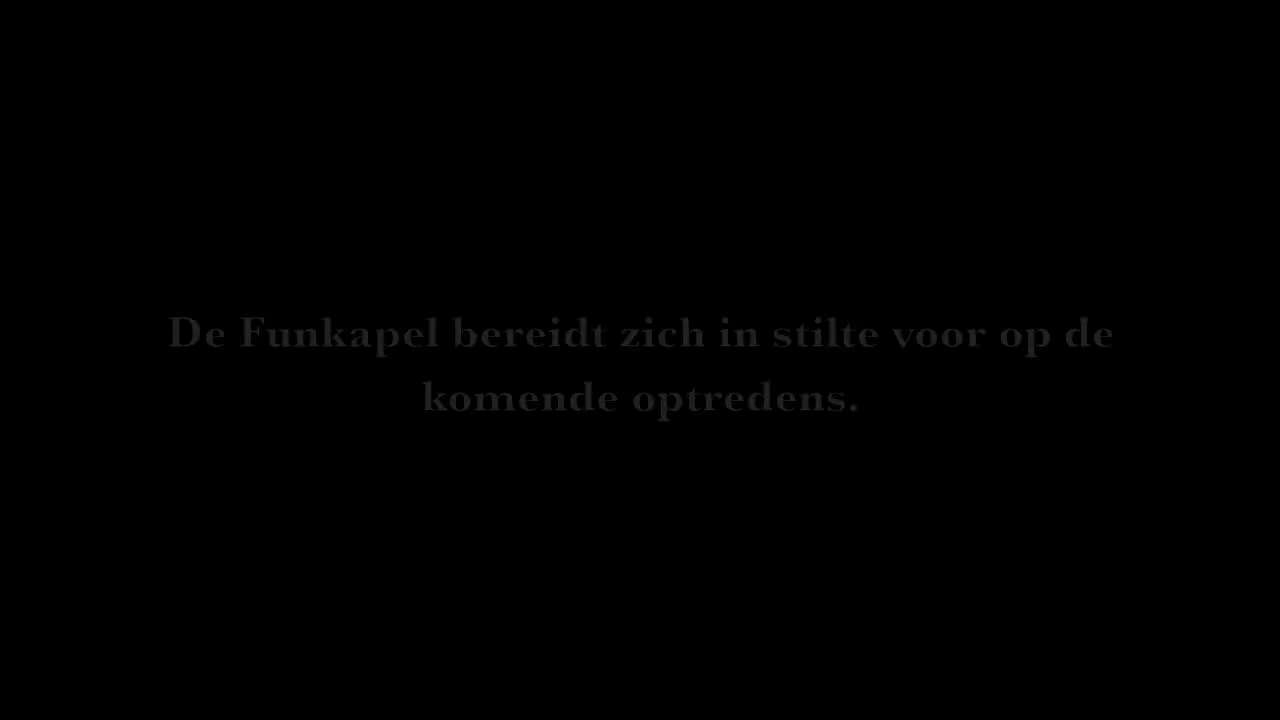 De Funkapel bereidt zich in stilte voor op de
komende optredens.